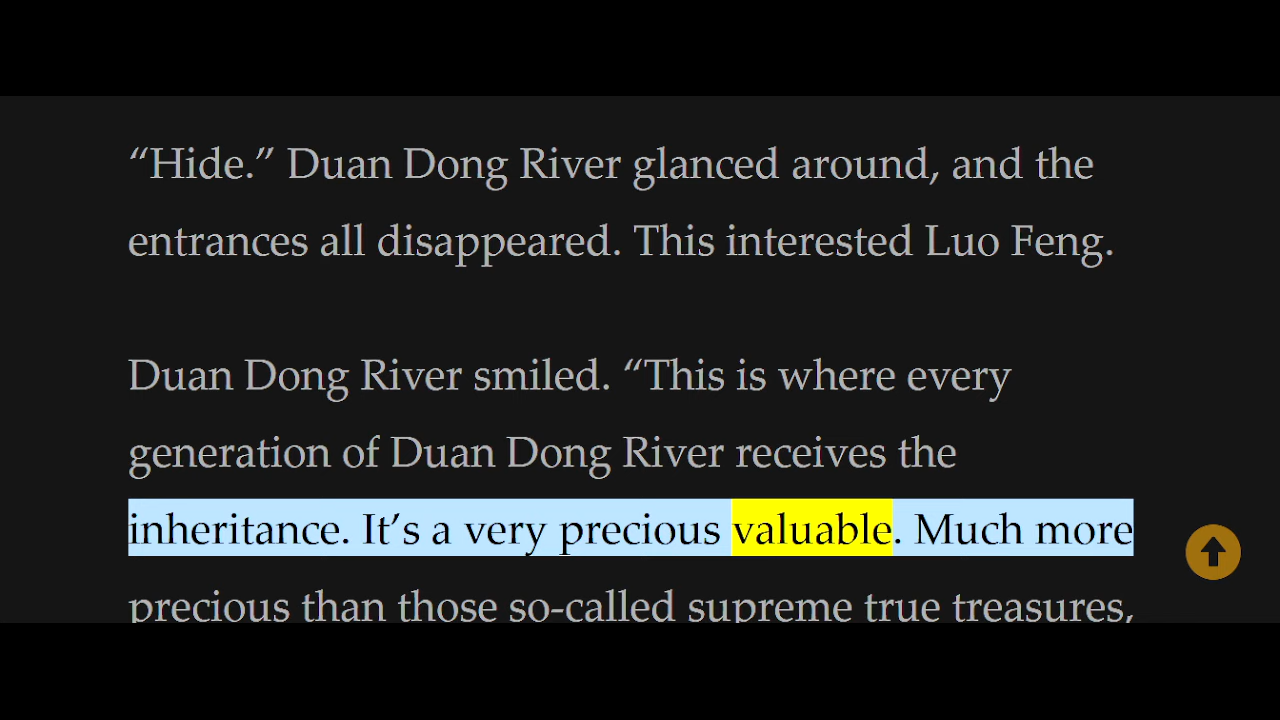 “Hide.” Duan Dong River glanced around, and the
entrances all disappeared. This interested Luo Feng.
Duan Dong River smiled. “This is where every
generation of Duan Dong River receives the
inheritance. It’s a very precious valuable. Much more
precious than those so-called supreme true treasures,